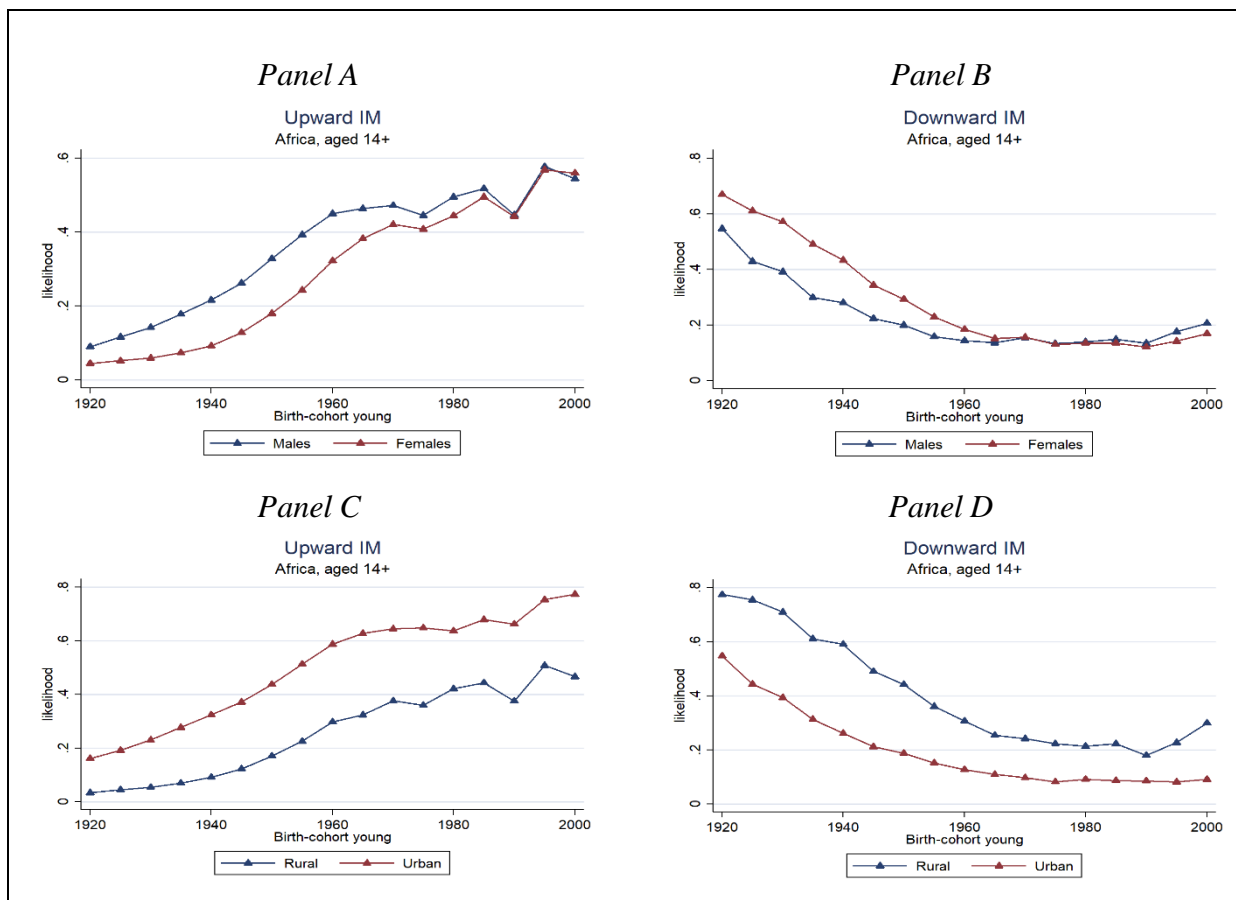 Panel A
Upward IM
Africa, aged 14+
.6
.4
.2
0
likelihood
1920 1940 1960 1980 2000
Birth-cohort young
Males Females
Panel B
Downward IM
Africa, aged 14+
.8
.6
.4
.2
0
likelihood
1920 1940 1960 1980 2000
Birth-cohort young
Males Females
Panel C
Upward IM
Africa, aged 14+
.8
.6
.4
.2
0
likelihood
1920 1940 1960 1980 2000
Birth-cohort young
Rural Urban
Panel D
Downward IM
Africa, aged 14+
.8
.6
.4
.2
0
likelihood
1920 1940 1960 1980 2000
Birth-cohort young
Rural Urban